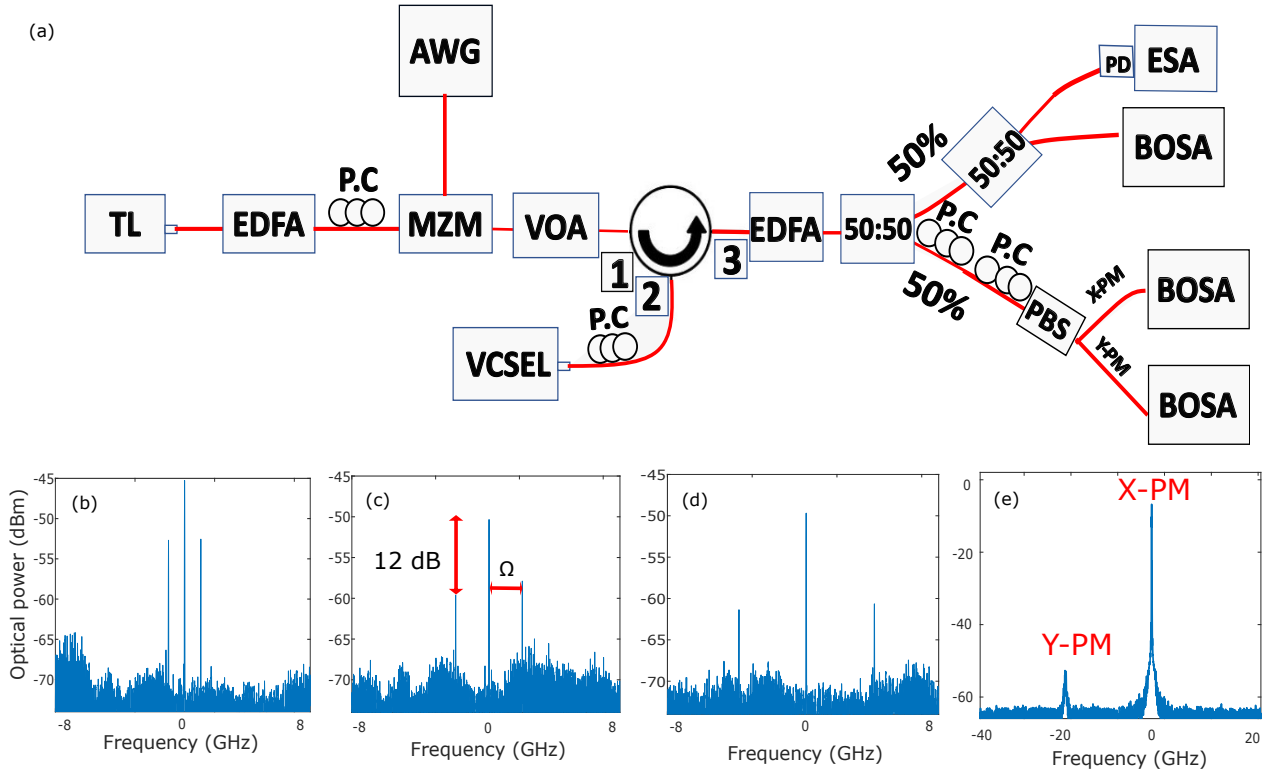 (a)
AWG
PD
ESA
BOSA
50%
50:50
P.C
TL
EDFA
MZM
VOA
1
2
3
EDFA
50:50
P.C
P.C
50%
PBS
X-PM
Y-PM
BOSA
BOSA
P.C
VCSEL
Optical power (dBm)
-45
-50
-55
-60
-65
-70
(b)
-8
0
8
Frequency (GHz)
-45
-50
-55
-60
-65
-70
(c)
12 dB
Ω
-8
0
8
Frequency (GHz)
-45
-50
-55
-60
-65
-70
(d)
-8
0
8
Frequency (GHz)
0
-20
-40
-60
(e)
X-PM
Y-PM
-40
-20
0
20
Frequency (GHz)